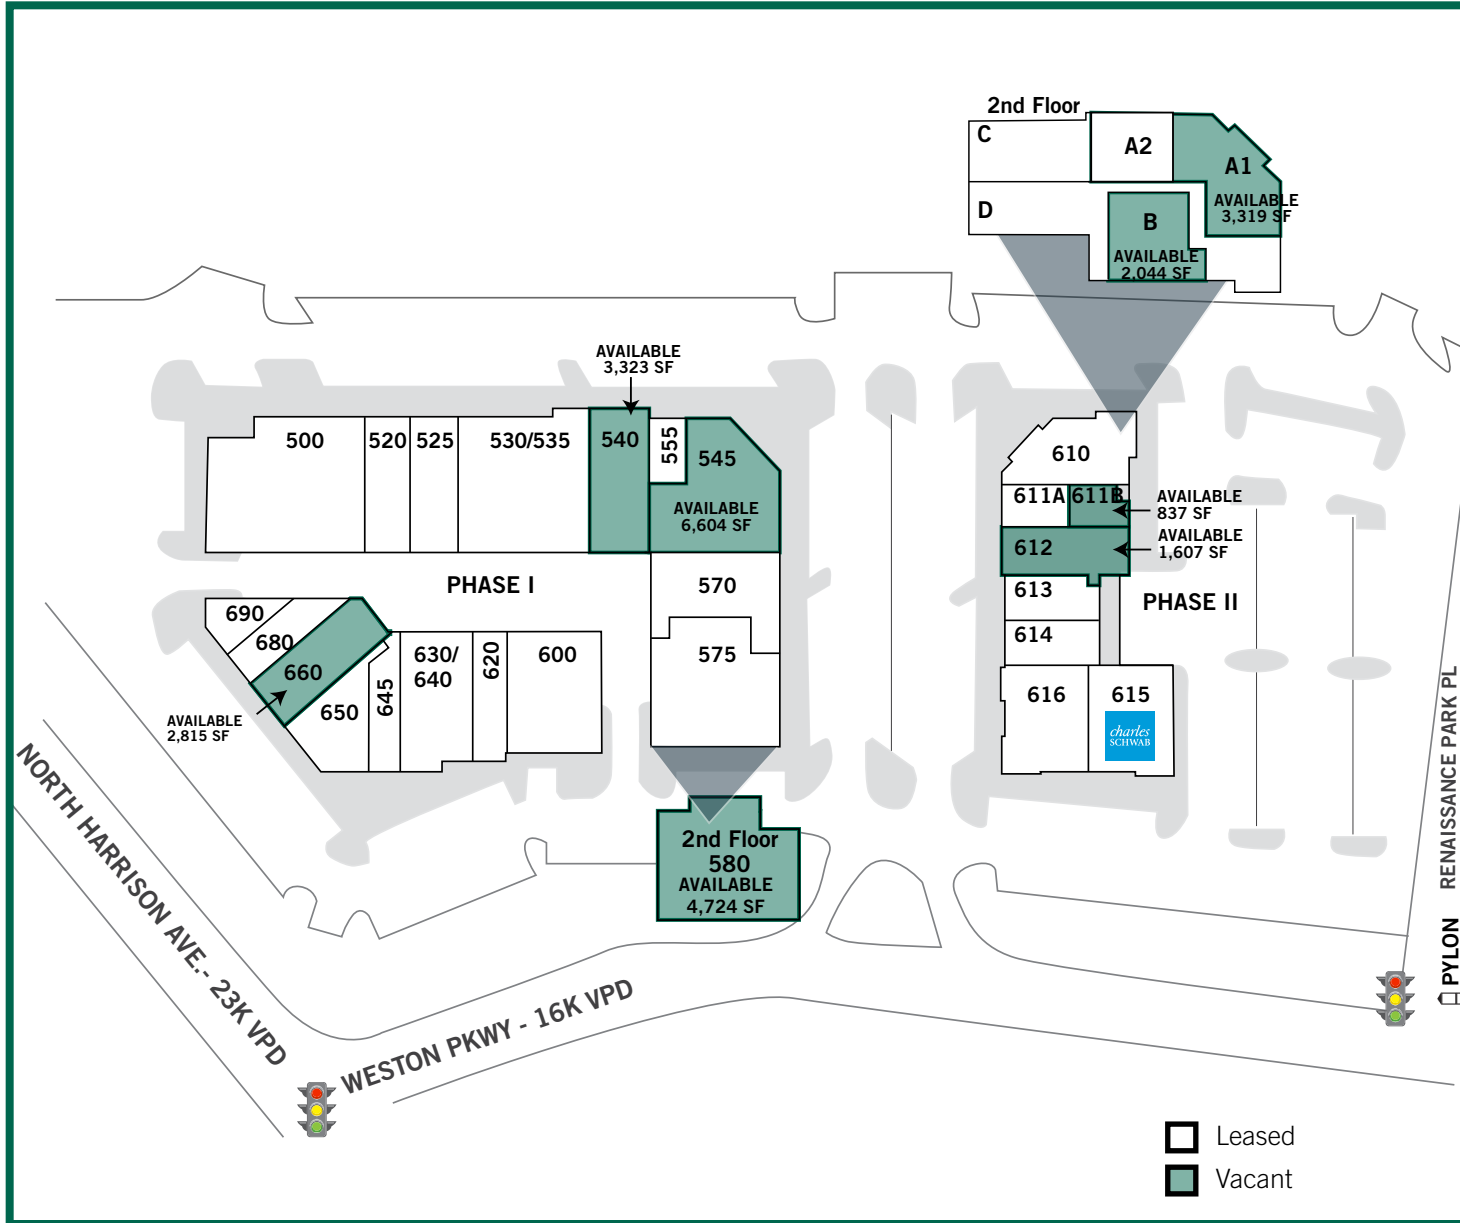 2nd Floor
C
A2
A1
AVAILABLE
3,319 SF
D
B
AVAILABLE
2,044 SF
AVAILABLE
3,323 SF
500
520
525
530/535
540
555
545
AVAILABLE
6,604 SF
610
611A
611B
AVAILABLE
837 SF
612
AVAILABLE
1,607 SF
PHASE I
570
613
PHASE II
614
690
680
660
AVAILABLE
2,815 SF
650
645
630/
640
620
600
575
616
615
charles
SCHWAB
2nd Floor
580
AVAILABLE
4,724 SF
NORTH HARRISON AVE.- 23K VPD
WESTON PKWY - 16K VPD
RENAISSANCE PARK PL
PYLON
Leased
Vacant